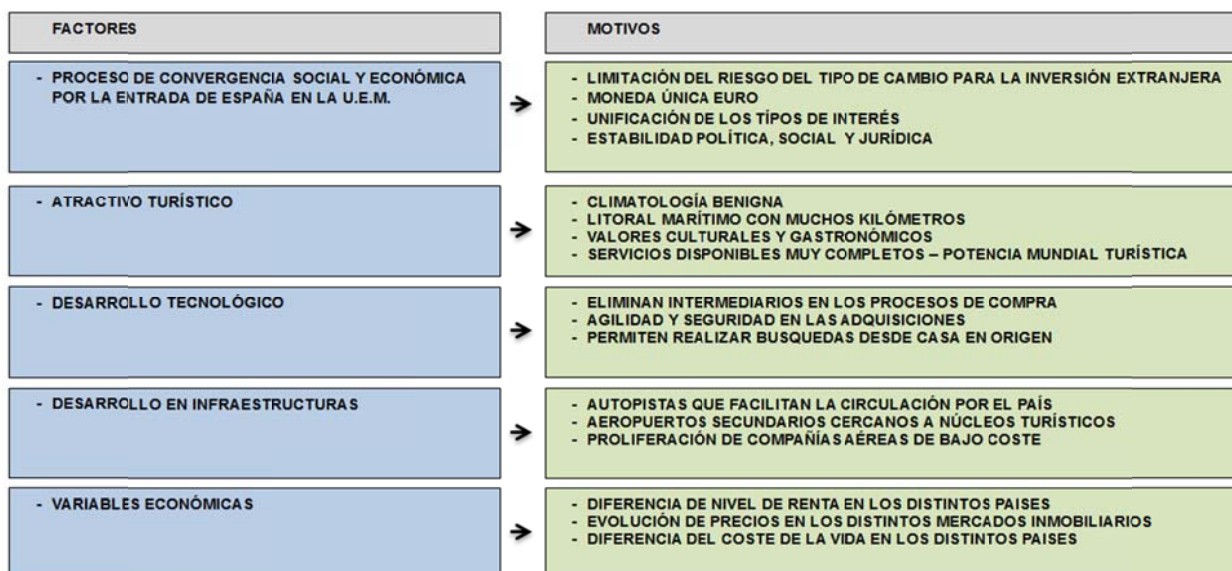 FACTORES
MOTIVOS
- PROCESO DE CONVERGENCIA SOCIAL Y ECONÓMICA
POR LA ENTRADA DE ESPAÑA EN LA U.E.M.
- LIMITACIÓN DEL RIESGO DEL TIPO DE CAMBIO PARA LA INVERSIÓN EXTRANJERA
- MONEDA ÚNICA EURO
- UNIFICACIÓN DE LOS TÍPOS DE INTERÉS
- ESTABILIDAD POLÍTICA, SOCIAL Y JURÍDICA
- ATRACTIVO TURÍSTICO
- CLIMATOLOGÍA BENIGNA
- LITORAL MARÍTIMO CON MUCHOS KILÓMETROS
- VALORES CULTURALES Y GASTRONÓMICOS
- SERVICIOS DISPONIBLES MUY COMPLETOS – POTENCIA MUNDIAL TURÍSTICA
- DESARROLLO TECNOLÓGICO
- ELIMINAN INTERMEDIARIOS EN LOS PROCESOS DE COMPRA
- AGILIDAD Y SEGURIDAD EN LAS ADQUISICIONES
- PERMITEN REALIZAR BUSQUEDAS DESDE CASA EN ORIGEN
- DESARROLLO EN INFRAESTRUCTURAS
- AUTOPISTAS QUE FACILITAN LA CIRCULACIÓN POR EL PAÍS
- AEROPUERTOS SECUNDARIOS CERCANOS A NÚCLEOS TURÍSTICOS
- PROLIFERACIÓN DE COMPAÑÍAS AÉREAS DE BAJO COSTE
- VARIABLES ECONÓMICAS
- DIFERENCIA DE NIVEL DE RENTA EN LOS DISTINTOS PAISES
- EVOLUCIÓN DE PRECIOS EN LOS DISTINTOS MERCADOS INMOBILIARIOS
- DIFERENCIA DEL COSTE DE LA VIDA EN LOS DISTINTOS PAISES